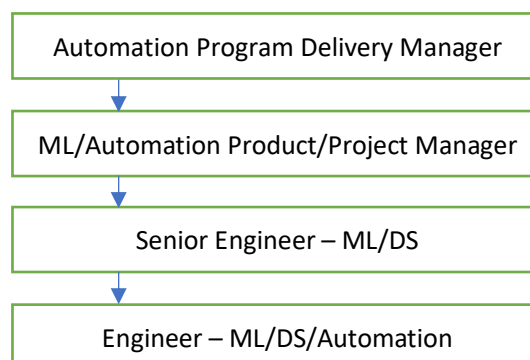 Automation Program Delivery Manager
ML/Automation Product/Project Manager
Senior Engineer – ML/DS
Engineer – ML/DS/Automation